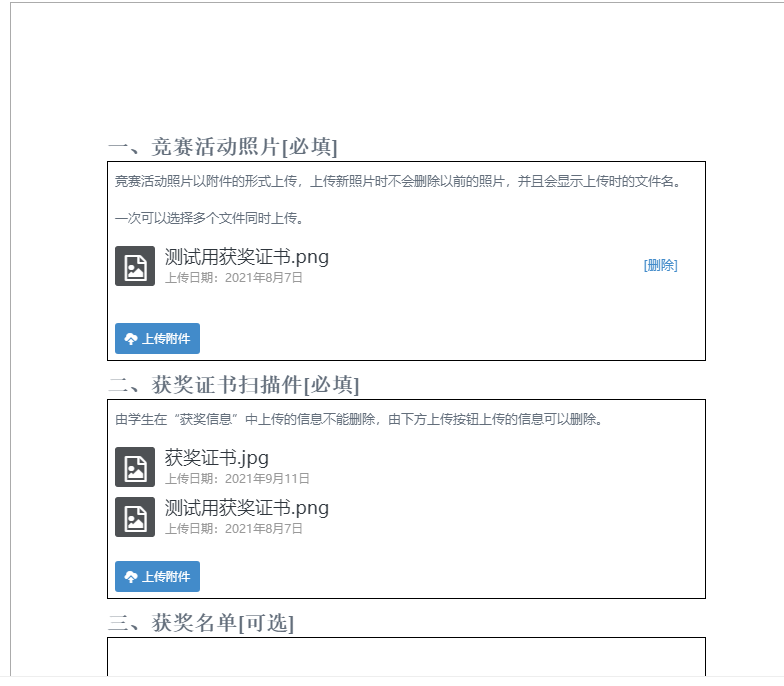 一、竞赛活动照片[必填]
竞赛活动照片以附件的形式上传，上传新照片时不会删除以前的照片，并且会显示上传时的文件名。
一次可以选择多个文件同时上传。
测试用获奖证书.png
上传日期：2021年8月7日
[删除]
上传附件
二、获奖证书扫描件[必填]
由学生在“获奖信息”中上传的信息不能删除，由下方上传按钮上传的信息可以删除。
获奖证书.jpg
上传日期：2021年9月11日
测试用获奖证书.png
上传日期：2021年8月7日
上传附件
三、获奖名单[可选]